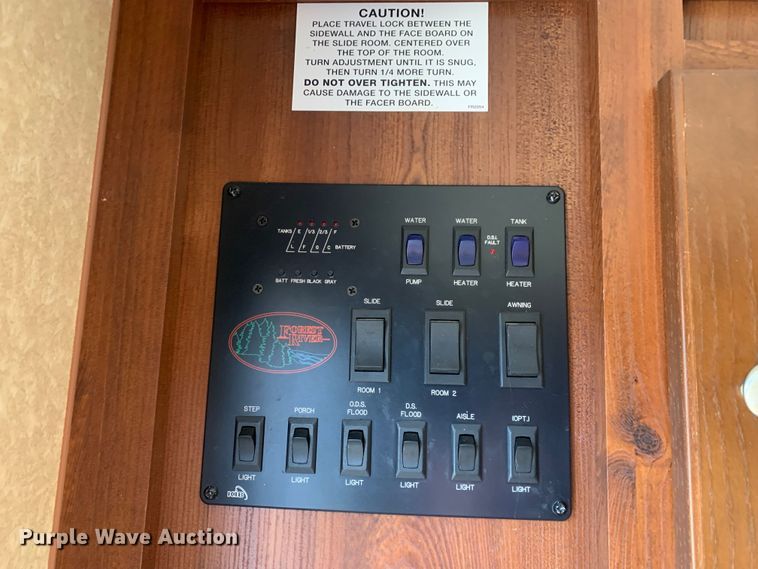 CAUTION!
PLACE TRAVEL LOCK BETWEEN THE
SIDEWALL AND THE FACE BOARD ON
THE SLIDE ROOM. CENTERED OVER
THE TOP OF THE ROOM.
TURN ADJUSTMENT UNTIL IT IS SNUG,
THEN TURN 1/4 MORE TURN.
DO NOT OVER TIGHTEN. THIS MAY
CAUSE DAMAGE TO THE SIDEWALL OR
THE FACER BOARD.
WATER WATER TANK
TANKS E 1/3 2/3 F
D.S.I. FAULT
L F G C BATTERY
PUMP HEATER HEATER
BATT FRESH BLACK GRAY
SLIDE SLIDE AWNING
FOREST
RIVER
ROOM 1 ROOM 2
STEP PORCH O.D.S. FLOOD D.S. FLOOD AISLE (OPT.)
LIGHT LIGHT LIGHT LIGHT LIGHT LIGHT
Purple Wave Auction